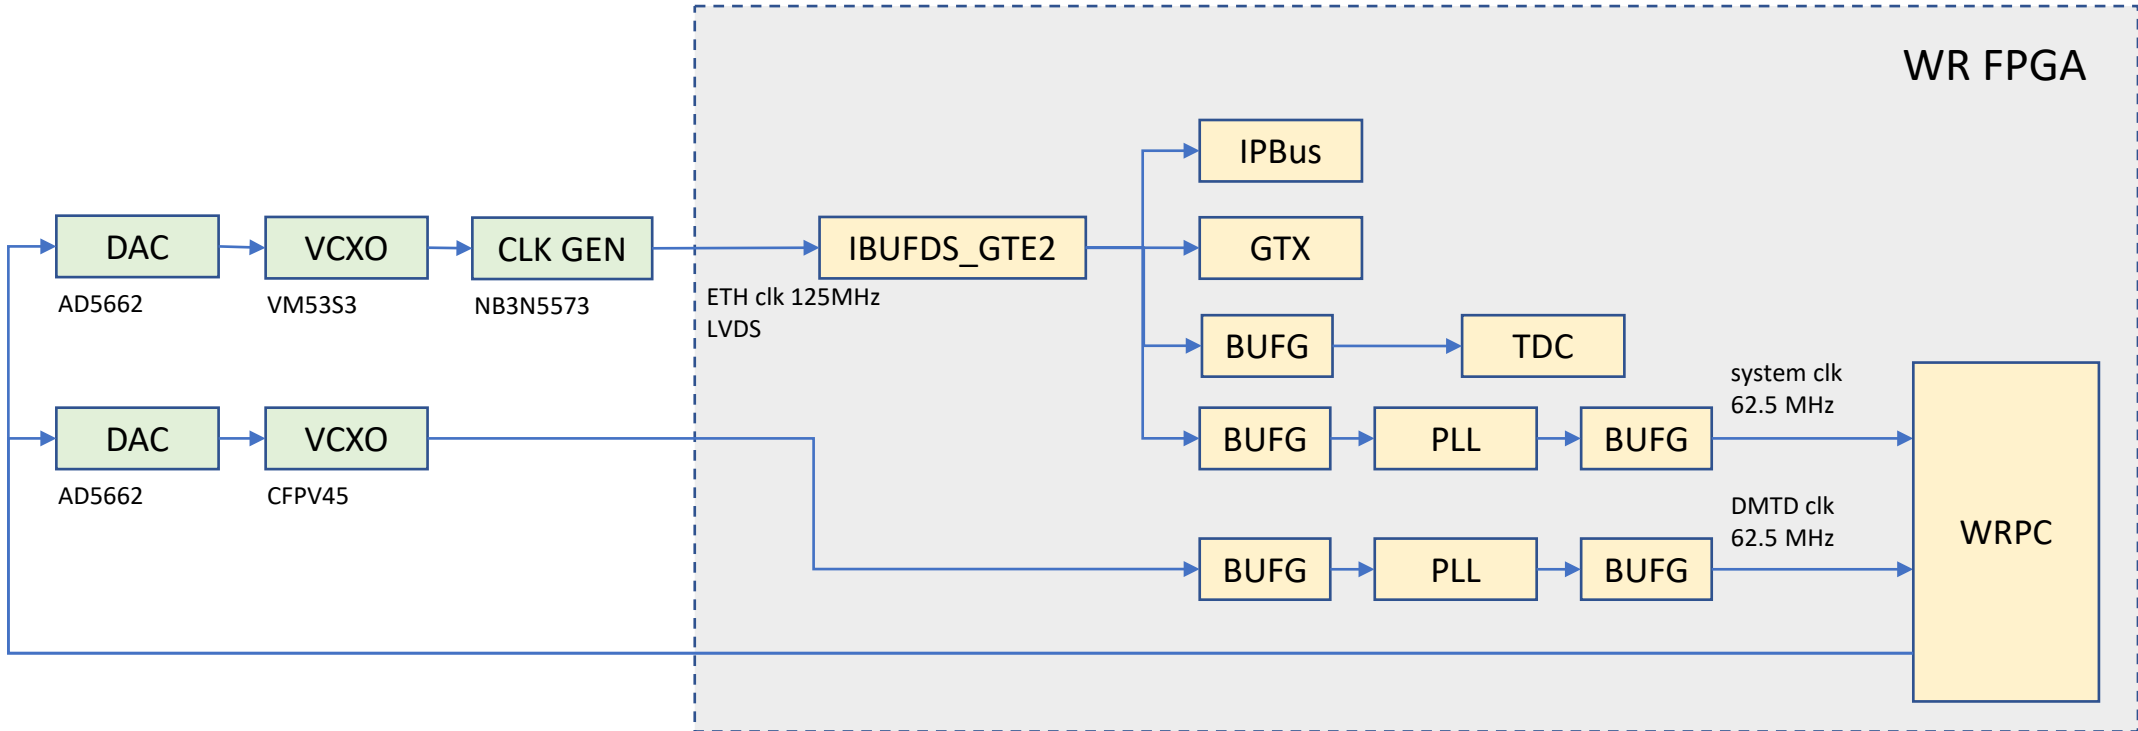 WR FPGA
IPBus
DAC
VCXO
CLK GEN
IBUFDS_GTE2
GTX
AD5662
VM53S3
NB3N5573
ETH clk 125MHz
LVDS
BUFG
TDC
system clk
62.5 MHz
DAC
VCXO
BUFG
PLL
BUFG
AD5662
CFPV45
DMTD clk
62.5 MHz
WRPC
BUFG
PLL
BUFG